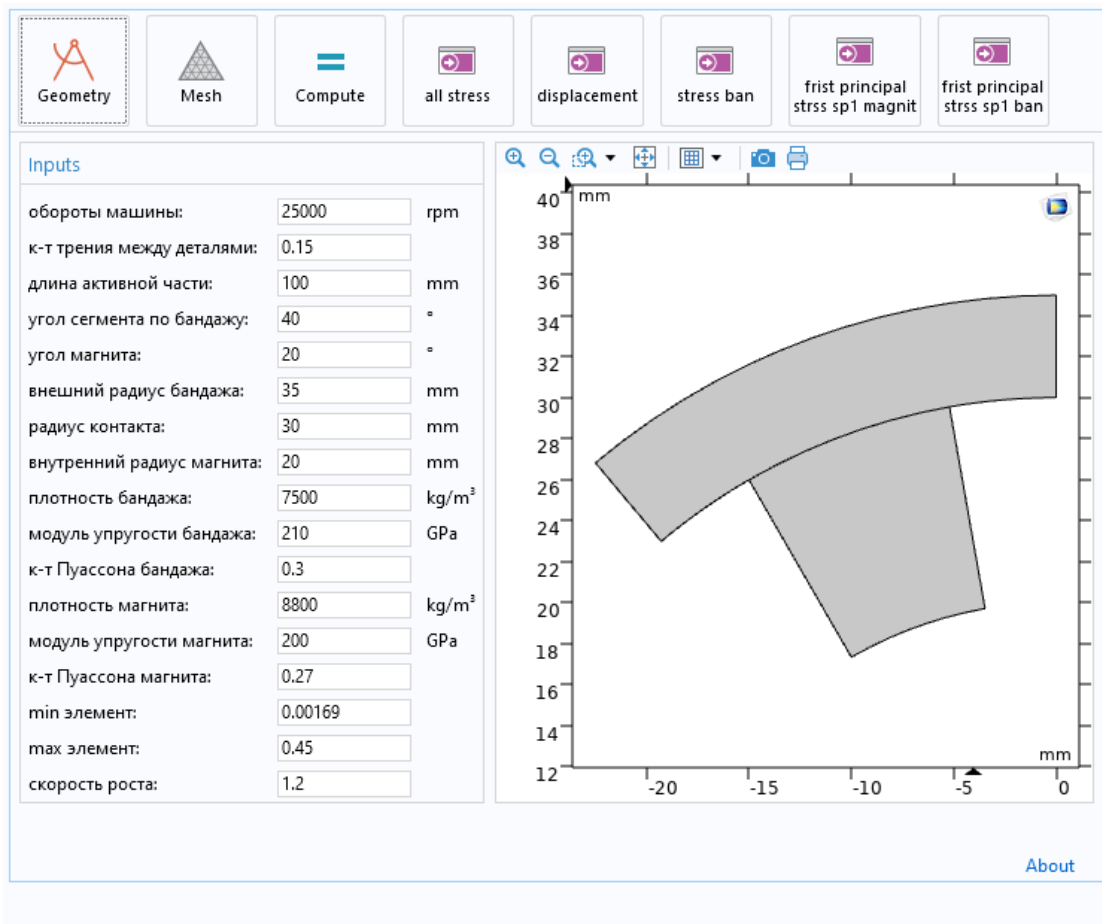 Geometry
Mesh
Compute
all stress
displacement
stress ban
frist principal
strss sp1 magnit
frist principal
strss sp1 ban
Inputs
обороты машины: 25000 rpm
к-т трения между деталями: 0.15
длина активной части: 100 mm
угол сегмента по бандажу: 40 °
угол магнита: 20 °
внешний радиус бандажа: 35 mm
радиус контакта: 30 mm
внутренний радиус магнита: 20 mm
плотность бандажа: 7500 kg/m³
модуль упругости бандажа: 210 GPa
к-т Пуассона бандажа: 0.3
плотность магнита: 8800 kg/m³
модуль упругости магнита: 200 GPa
к-т Пуассона магнита: 0.27
min элемент: 0.00169
max элемент: 0.45
скорость роста: 1.2
mm
40
38
36
34
32
30
28
26
24
22
20
18
16
14
12
mm
-20 -15 -10 -5 0
About